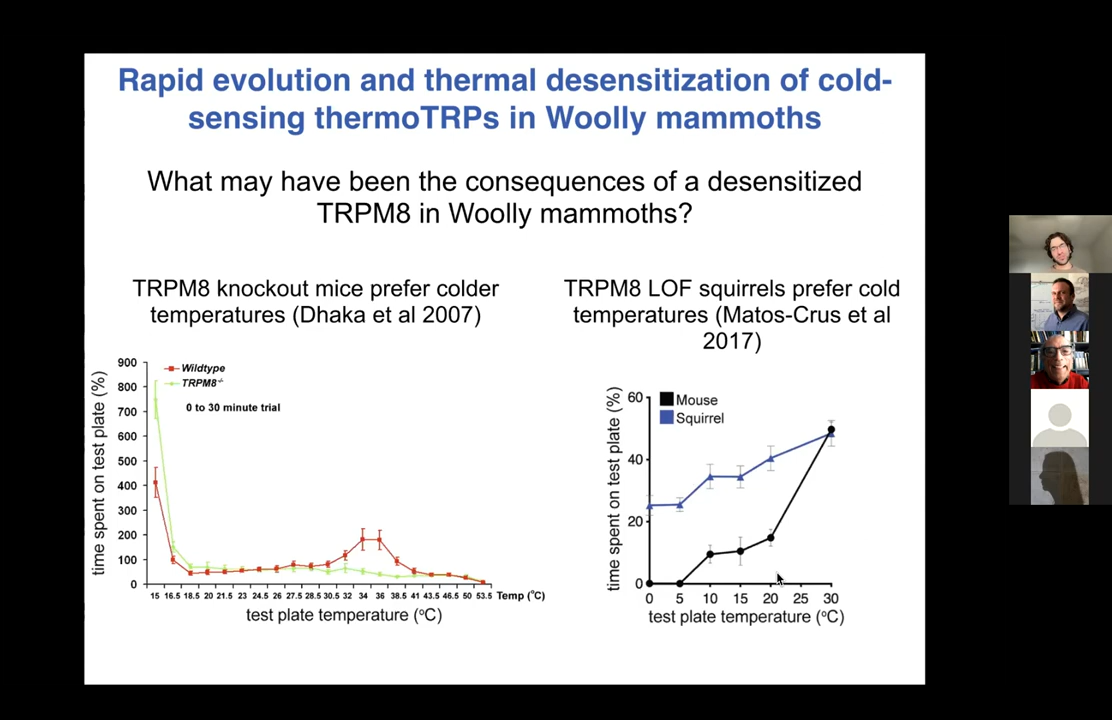 Rapid evolution and thermal desensitization of cold-
sensing thermoTRPs in Woolly mammoths
What may have been the consequences of a desensitized
TRPM8 in Woolly mammoths?
TRPM8 knockout mice prefer colder
temperatures (Dhaka et al 2007)
time spent on test plate (%)
900
800
700
600
500
400
300
200
100
0
Wildtype
TRPM8-/-
0 to 30 minute trial
15 16.5 18.5 20 21.5 23 24.5 26 27.5 28.5 30.5 32 34 36 38.5 41 43.5 46.5 50 53.5 Temp (°C)
test plate temperature (ºC)
TRPM8 LOF squirrels prefer cold
temperatures (Matos-Crus et al
2017)
time spent on test plate (%)
60
40
20
0
Mouse
Squirrel
0 5 10 15 20 25 30
test plate temperature (ºC)